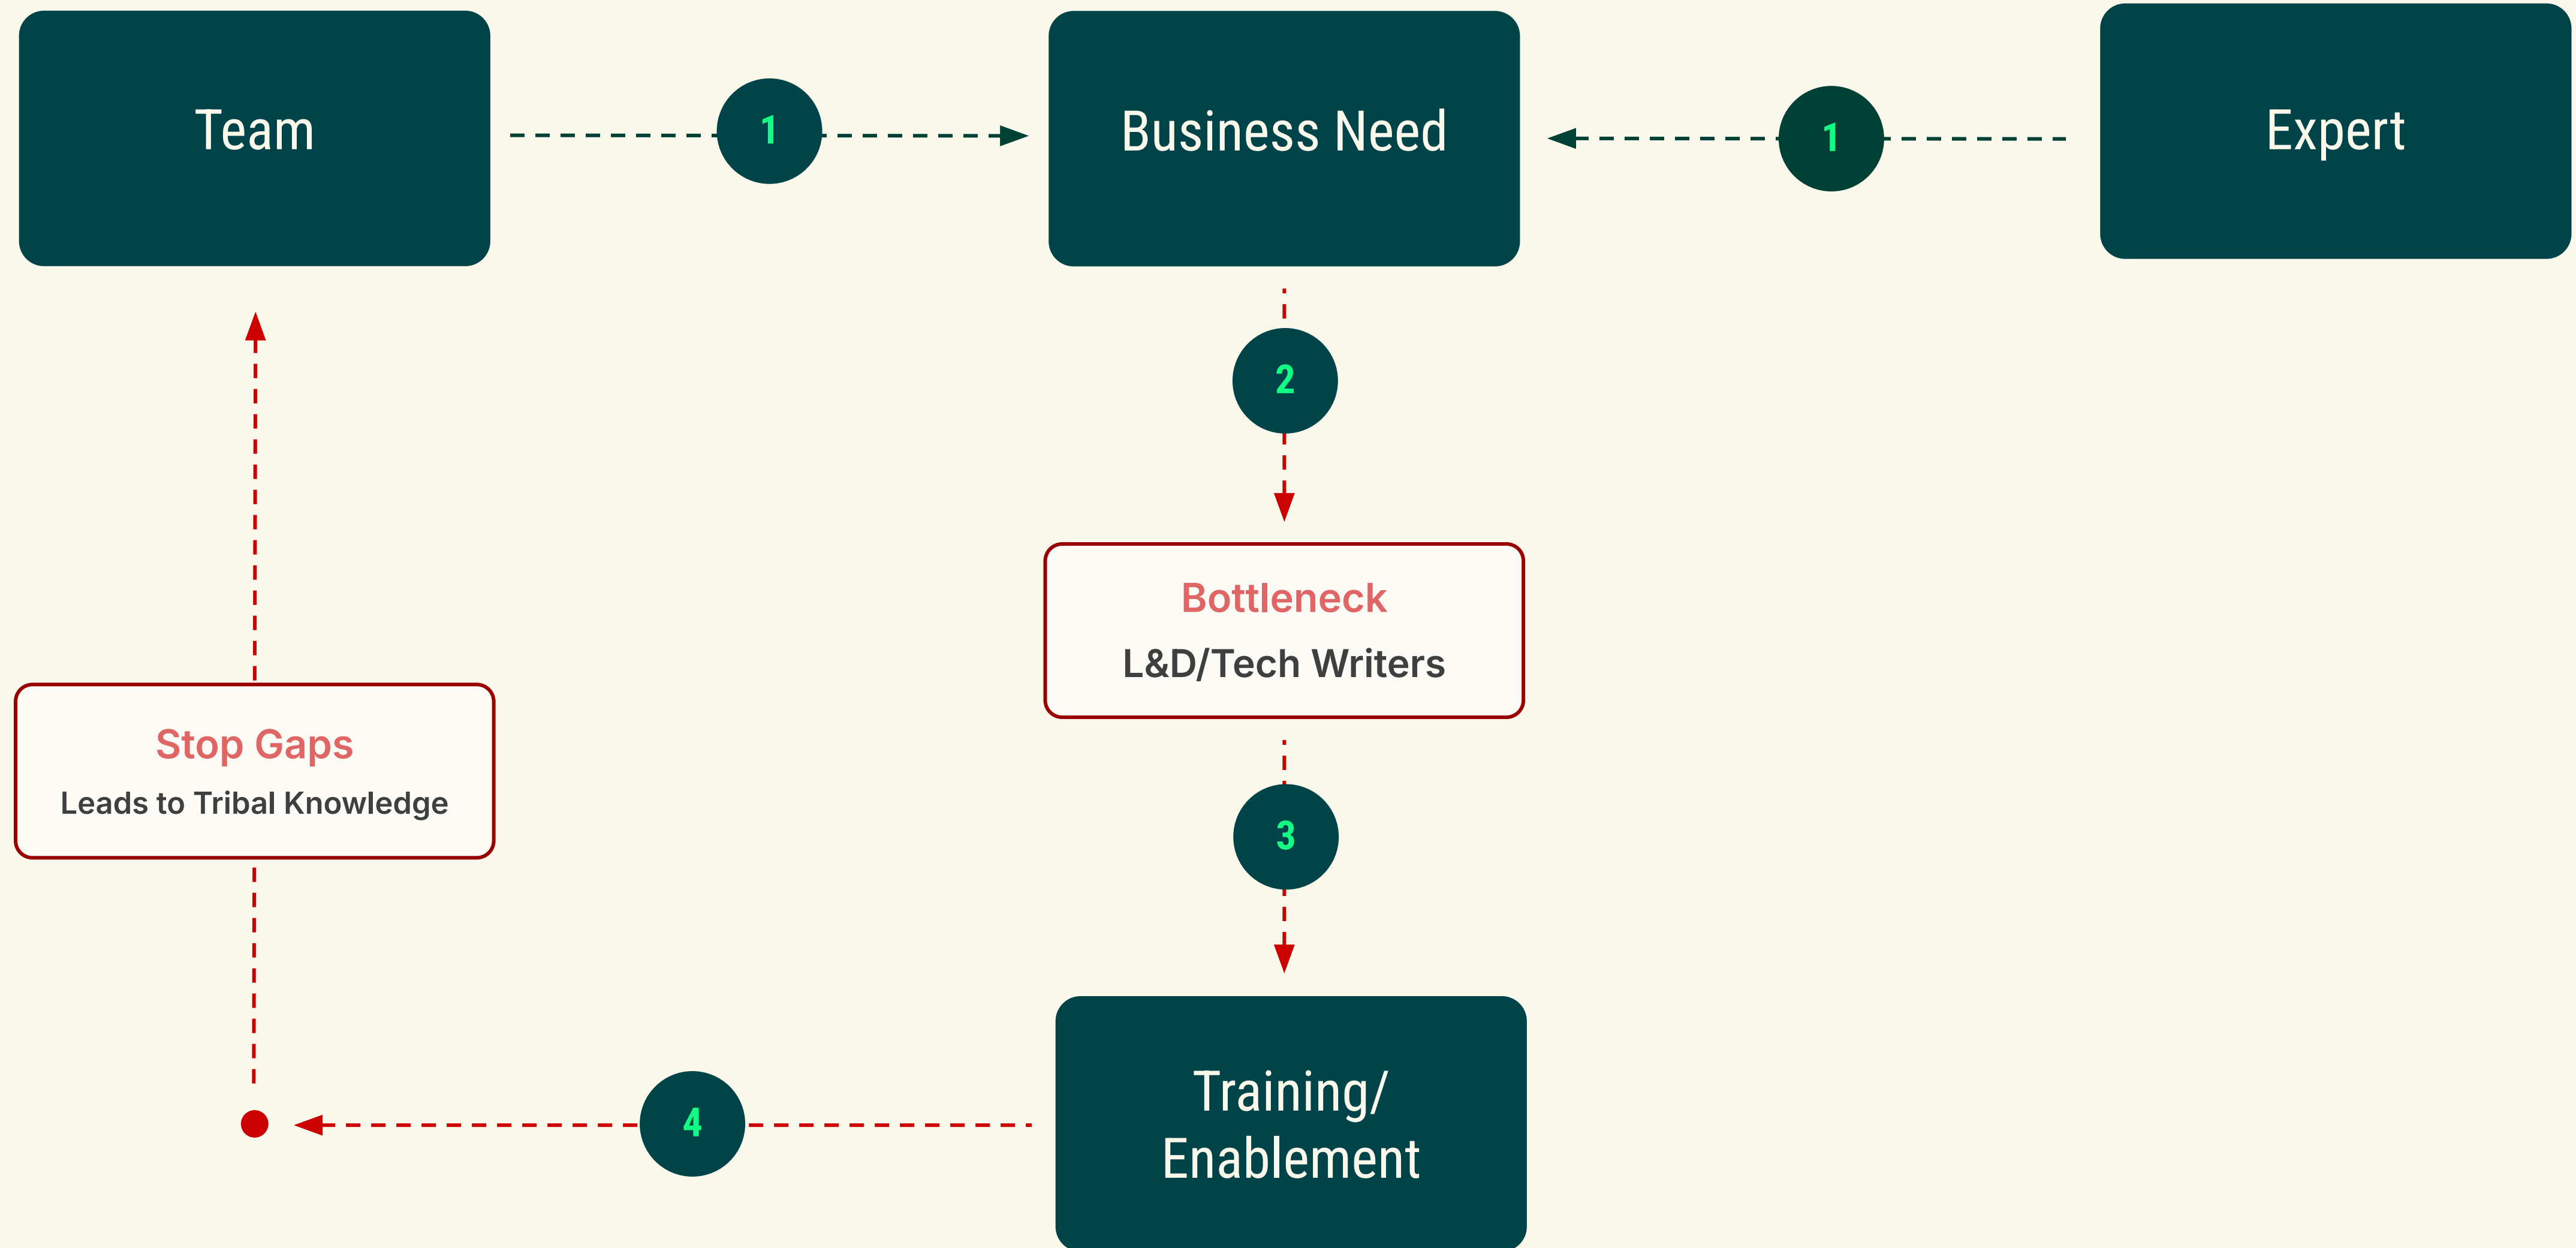 Team
1
Business Need
1
Expert
2
Bottleneck
L&D/Tech Writers
Stop Gaps
Leads to Tribal Knowledge
3
Training/
Enablement
4